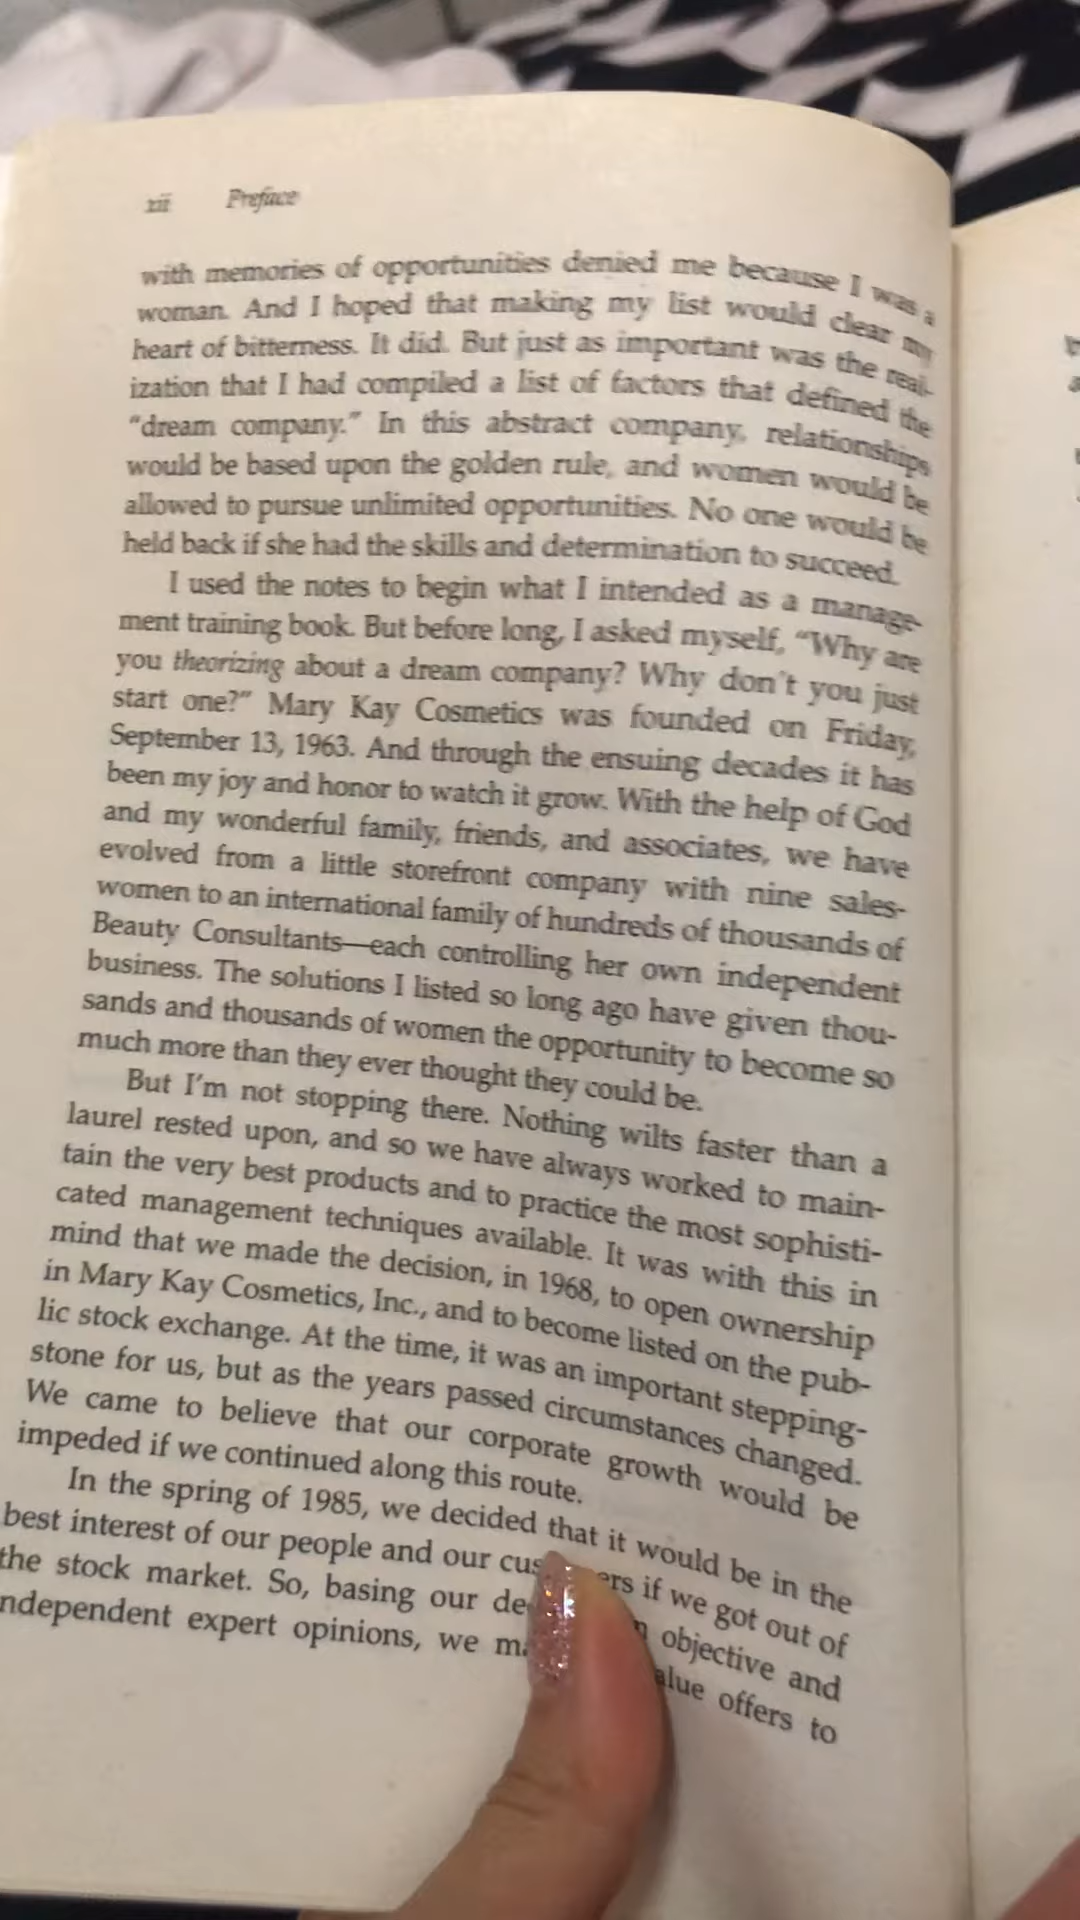 xii Preface
with memories of opportunities denied me because I was a
woman. And I hoped that making my list would clear my
heart of bitterness. It did. But just as important was the real-
ization that I had compiled a list of factors that defined the
“dream company.” In this abstract company, relationships
would be based upon the golden rule, and women would be
allowed to pursue unlimited opportunities. No one would be
held back if she had the skills and determination to succeed.
I used the notes to begin what I intended as a manage-
ment training book. But before long, I asked myself, “Why are
you theorizing about a dream company? Why don't you just
start one?” Mary Kay Cosmetics was founded on Friday,
September 13, 1963. And through the ensuing decades it has
been my joy and honor to watch it grow. With the help of God
and my wonderful family, friends, and associates, we have
evolved from a little storefront company with nine sales-
women to an international family of hundreds of thousands of
Beauty Consultants—each controlling her own independent
business. The solutions I listed so long ago have given thou-
sands and thousands of women the opportunity to become so
much more than they ever thought they could be.
But I'm not stopping there. Nothing wilts faster than a
laurel rested upon, and so we have always worked to main-
tain the very best products and to practice the most sophisti-
cated management techniques available. It was with this in
mind that we made the decision, in 1968, to open ownership
in Mary Kay Cosmetics, Inc., and to become listed on the pub-
lic stock exchange. At the time, it was an important stepping-
stone for us, but as the years passed circumstances changed.
We came to believe that our corporate growth would be
impeded if we continued along this route.
In the spring of 1985, we decided that it would be in the
best interest of our people and our cus ers if we got out of
the stock market. So, basing our de objective and
ndependent expert opinions, we ma alue offers to